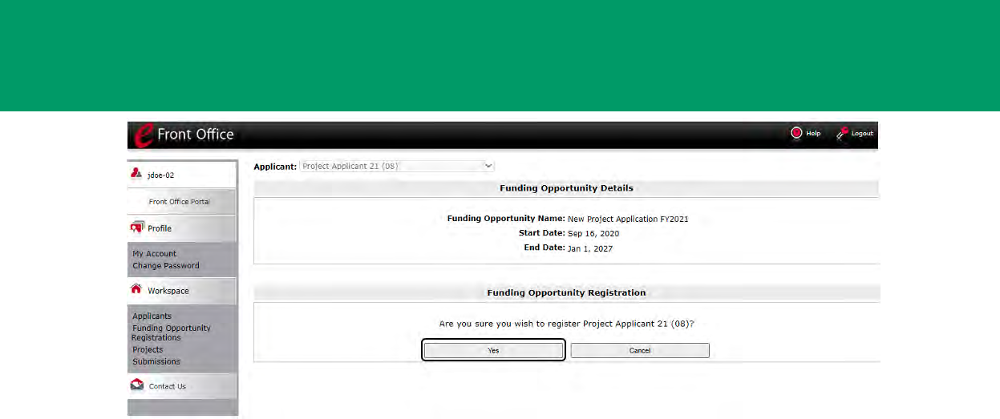 e Front Office
Help
Logout
jdoe-02
Front Office Portal
Profile
My Account
Change Password
Workspace
Applicants
Funding Opportunity
Registrations
Projects
Submissions
Contact Us
Applicant: Project Applicant 21 (08)
Funding Opportunity Details
Funding Opportunity Name: New Project Application FY2021
Start Date: Sep 16, 2020
End Date: Jan 1, 2027
Funding Opportunity Registration
Are you sure you wish to register Project Applicant 21 (08)?
Yes
Cancel